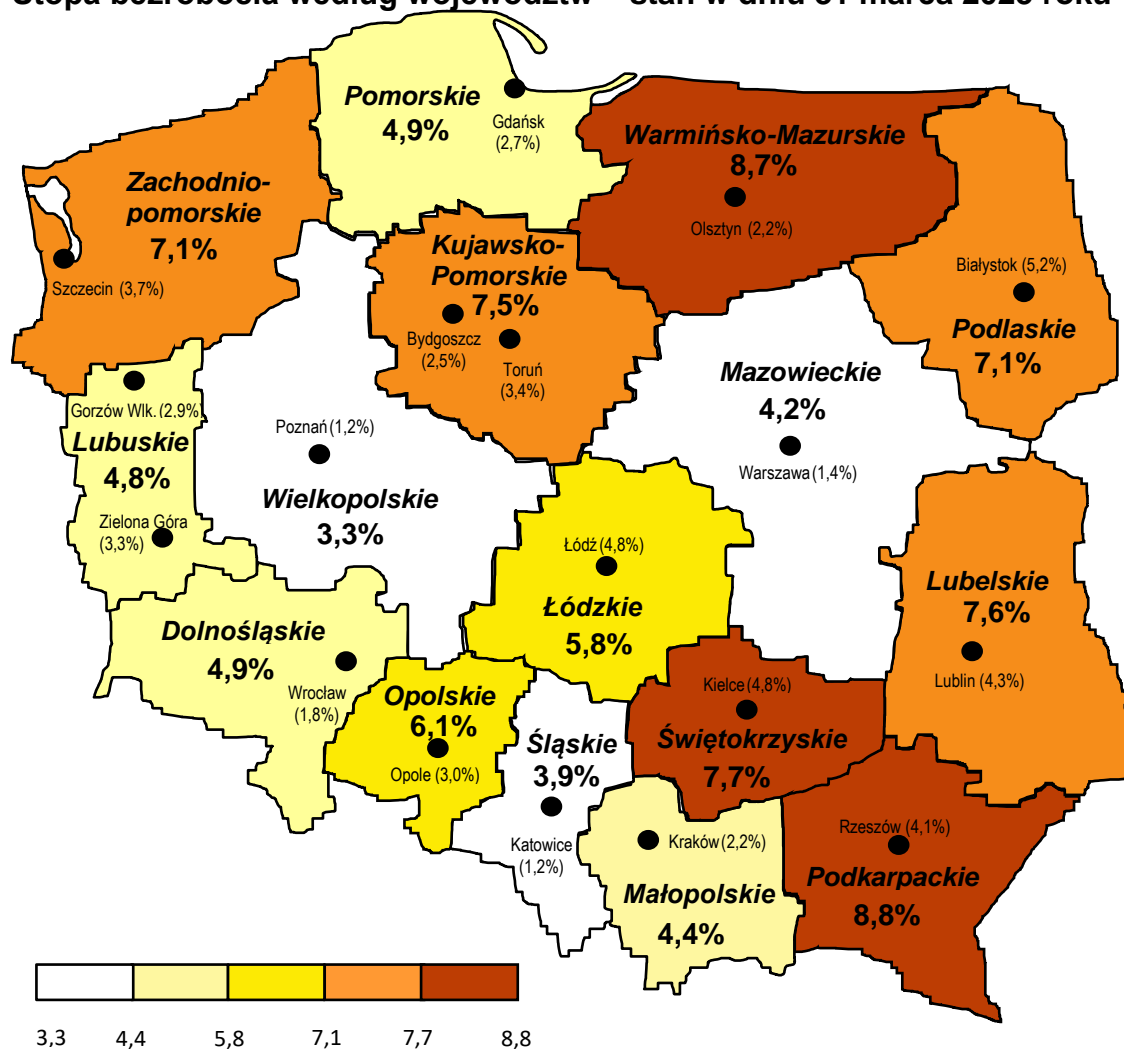 Stopa bezrobocia według województw – stan w dniu 31 marca 2023 roku
Pomorskie
4,9%
Gdańsk
(2,7%)
Warmińsko-Mazurskie
8,7%
Olsztyn (2,2%)
Zachodnio-
pomorskie
7,1%
Szczecin (3,7%)
Kujawsko-
Pomorskie
7,5%
Bydgoszcz
(2,5%)
Toruń
(3,4%)
Białystok (5,2%)
Podlaskie
7,1%
Mazowieckie
4,2%
Warszawa (1,4%)
Gorzów Wlk. (2,9%)
Lubuskie
4,8%
Zielona Góra
(3,3%)
Poznań (1,2%)
Wielkopolskie
3,3%
Łódź (4,8%)
Łódzkie
5,8%
Lubelskie
7,6%
Lublin (4,3%)
Dolnośląskie
4,9%
Wrocław
(1,8%)
Opolskie
6,1%
Opole (3,0%)
Śląskie
3,9%
Katowice
(1,2%)
Kielce (4,8%)
Świętokrzyskie
7,7%
Kraków (2,2%)
Małopolskie
4,4%
Rzeszów (4,1%)
Podkarpackie
8,8%
3,3 4,4 5,8 7,1 7,7 8,8